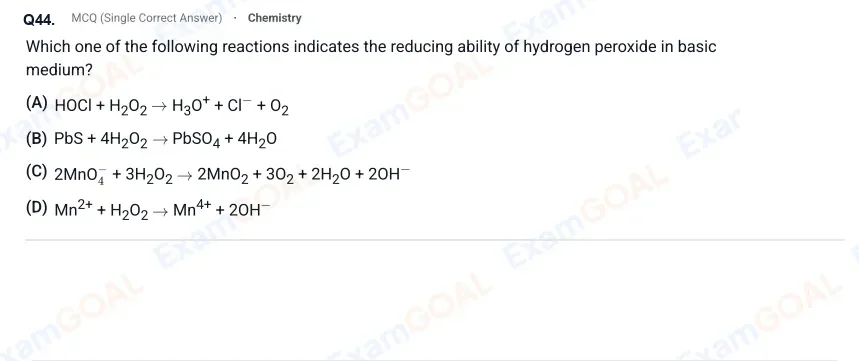 Q44. MCQ (Single Correct Answer) · Chemistry
Which one of the following reactions indicates the reducing ability of hydrogen peroxide in basic
medium?
(A) HOCl + H₂O₂ → H₃O⁺ + Cl⁻ + O₂
(B) PbS + 4H₂O₂ → PbSO₄ + 4H₂O
(C) 2MnO₄⁻ + 3H₂O₂ → 2MnO₂ + 3O₂ + 2H₂O + 2OH⁻
(D) Mn²⁺ + H₂O₂ → Mn⁴⁺ + 2OH⁻